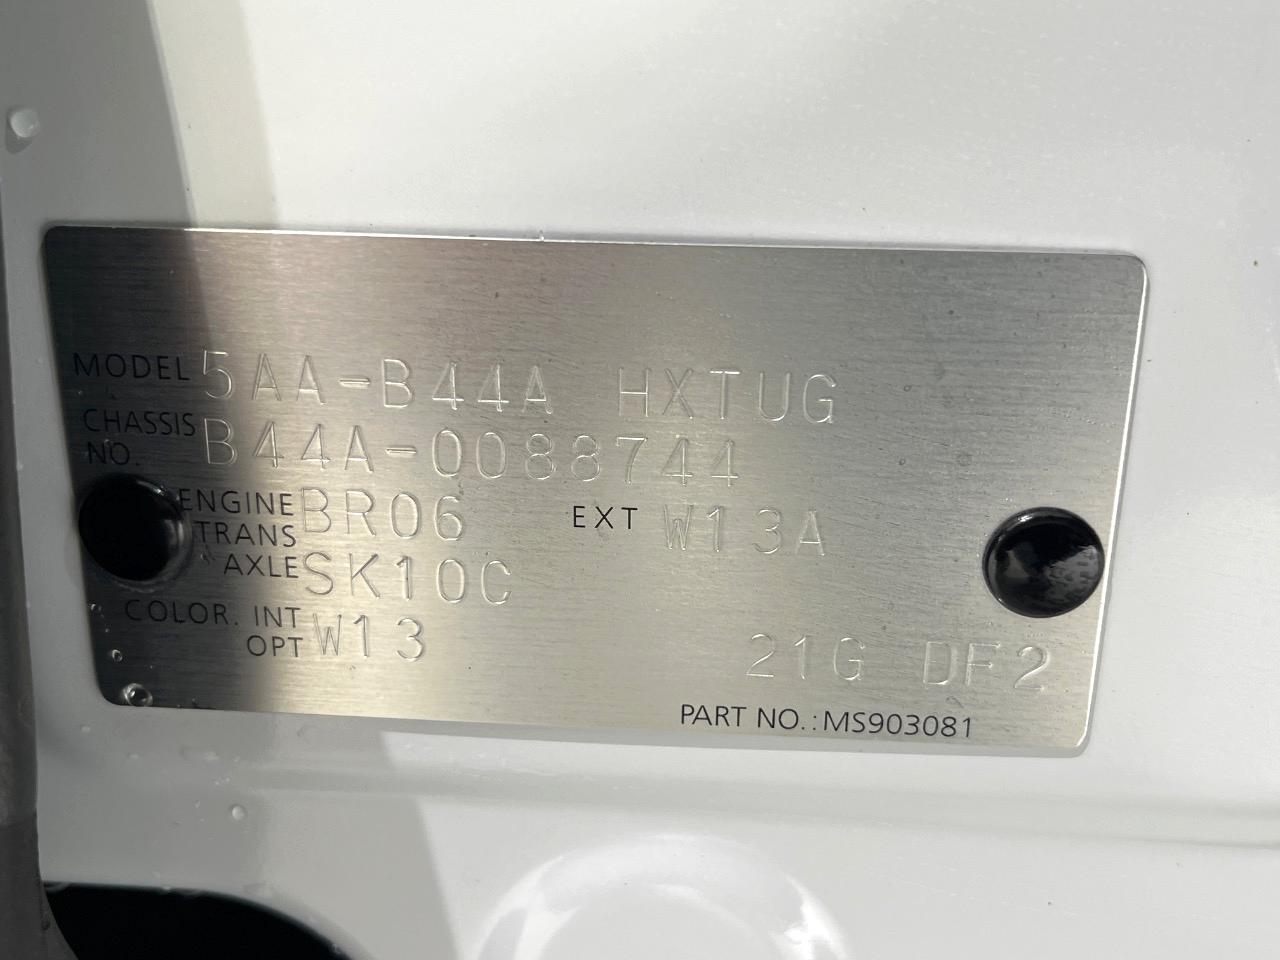 MODEL 5AA-B44A HXTUG
CHASSIS NO. B44A-0088744
ENGINE BR06 EXT W13A
TRANS AXLE SK10C
COLOR. INT OPT W13
21G DF2
PART NO.:MS903081